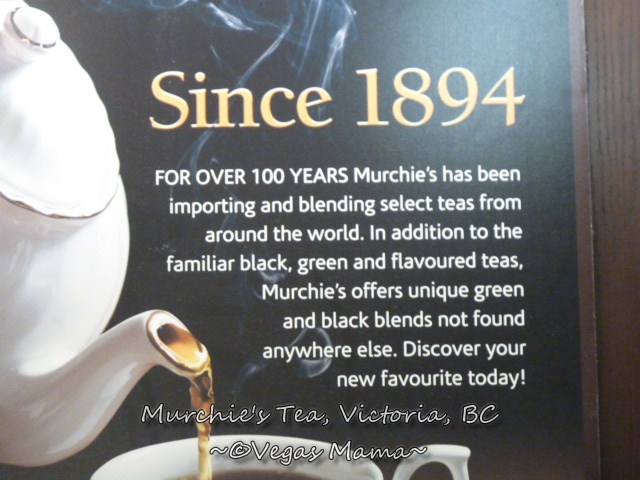 Since 1894
FOR OVER 100 YEARS Murchie's has been
importing and blending select teas from
around the world. In addition to the
familiar black, green and flavoured teas,
Murchie's offers unique green
and black blends not found
anywhere else. Discover your
new favourite today!
Murchie's Tea, Victoria, BC
~©Vegas Mama~